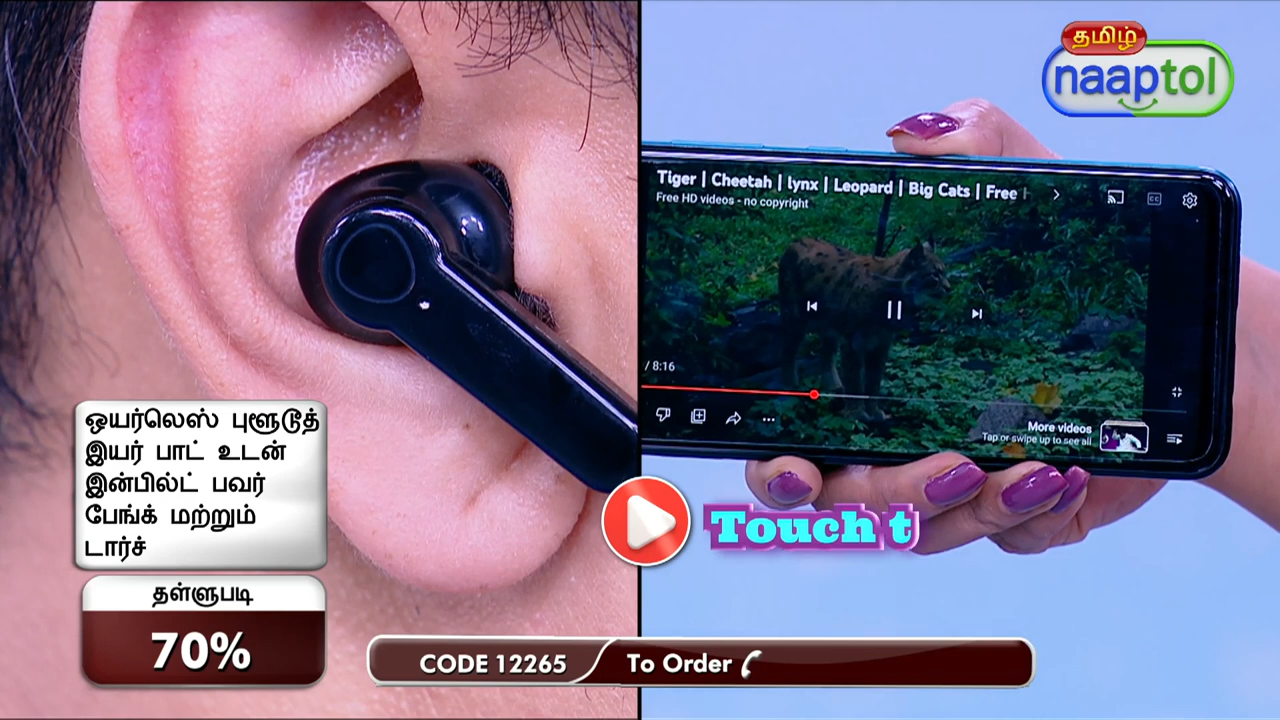 தமிழ்
naaptol
Tiger | Cheetah | lynx | Leopard | Big Cats | Free
Free HD videos - no copyright
CC
/ 8:16
More videos
Tap or swipe up to see all
ஒயர்லெஸ் புளூடூத்
இயர் பாட் உடன்
இன்பில்ட் பவர்
பேங்க் மற்றும்
டார்ச்
Touch t
தள்ளுபடி
70%
CODE 12265
To Order